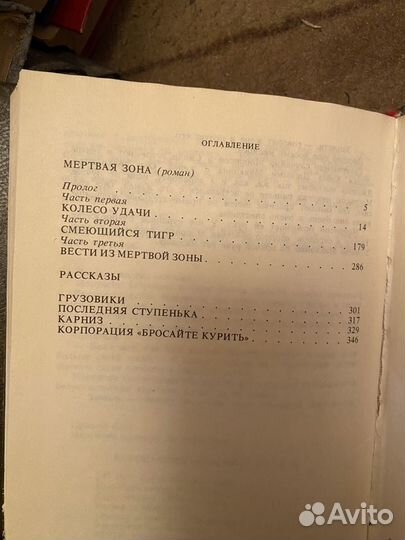 ОГЛАВЛЕНИЕ
МЕРТВАЯ ЗОНА (роман)
Пролог . . . . . . . . . . . . . . 5
Часть первая
КОЛЕСО УДАЧИ . . . . . . . . . . . 14
Часть вторая
СМЕЮЩИЙСЯ ТИГР . . . . . . . . . . 179
Часть третья
ВЕСТИ ИЗ МЕРТВОЙ ЗОНЫ . . . . . . . 286
РАССКАЗЫ
ГРУЗОВИКИ . . . . . . . . . . . . 301
ПОСЛЕДНЯЯ СТУПЕНЬКА . . . . . . . . 317
КАРНИЗ . . . . . . . . . . . . . . 329
КОРПОРАЦИЯ «БРОСАЙТЕ КУРИТЬ» . . . . 346
Avito